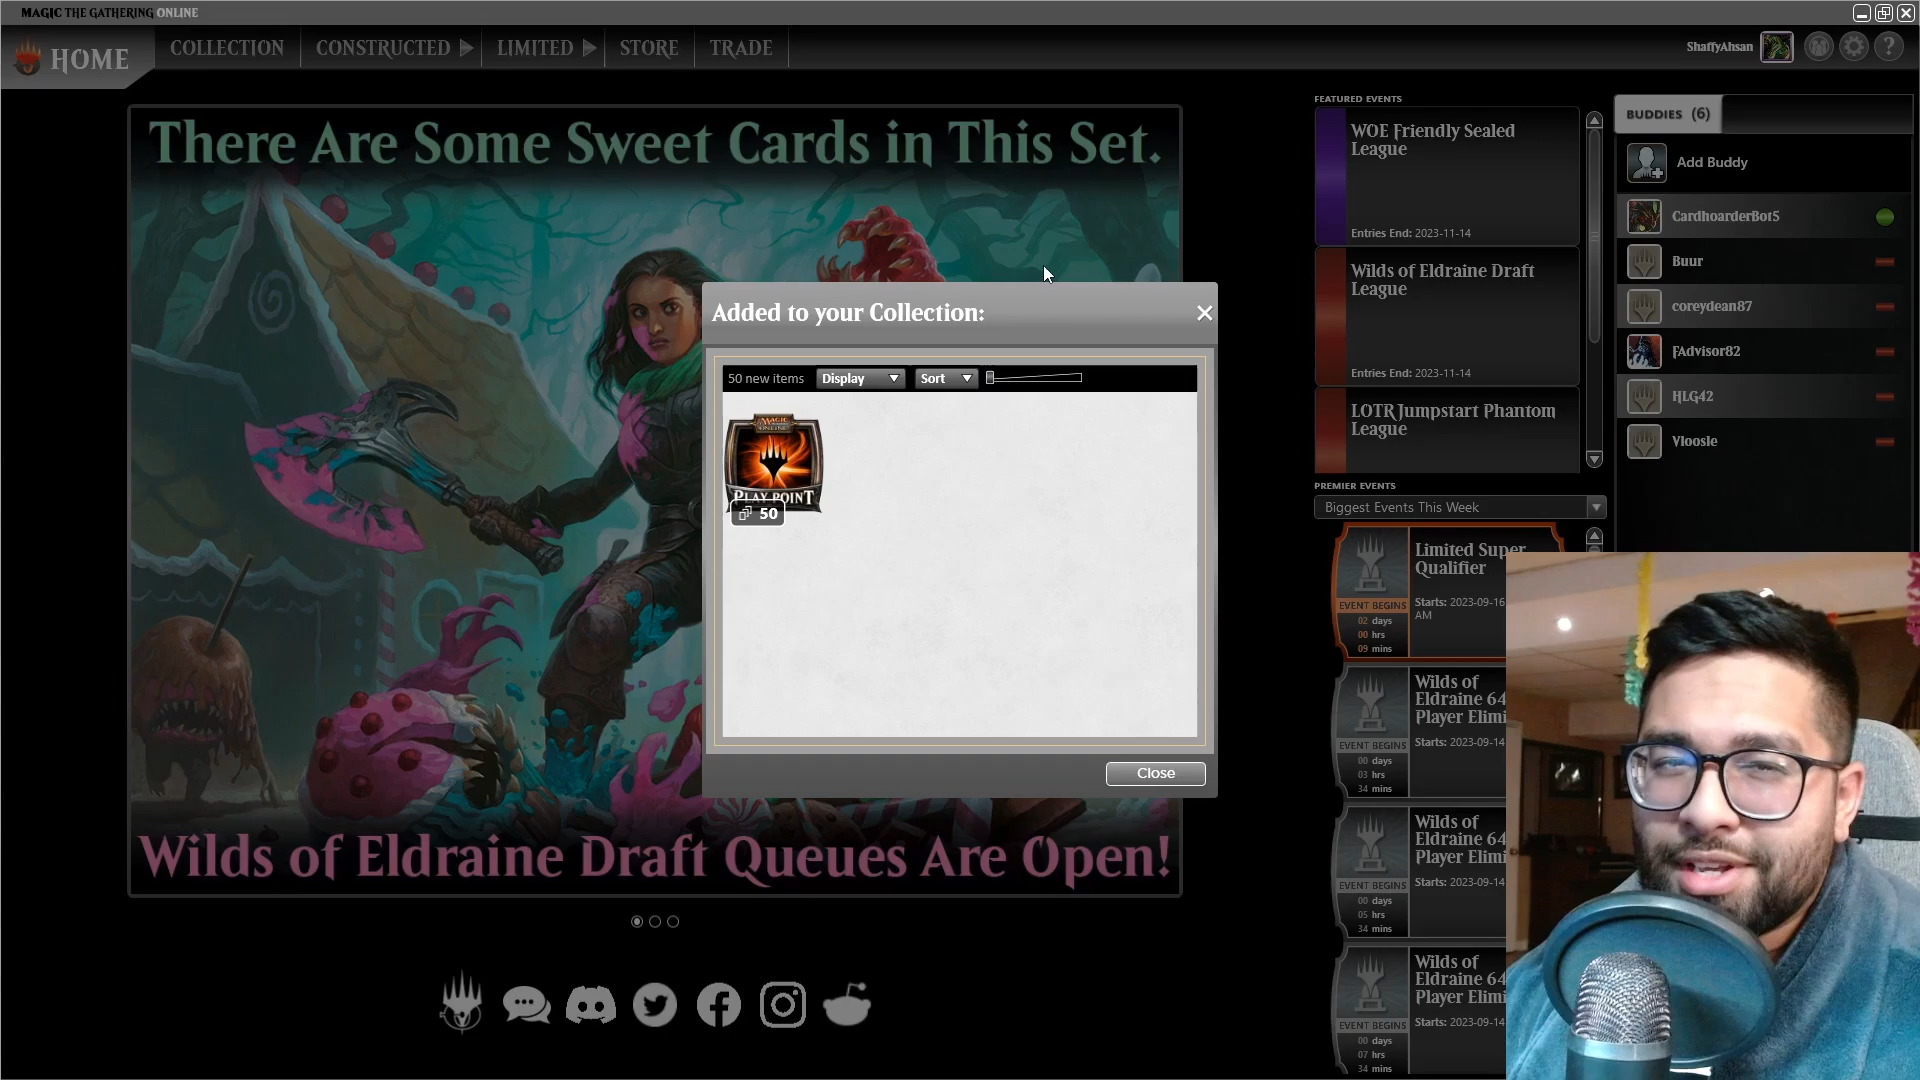 MAGIC THE GATHERING ONLINE
HOME
COLLECTION
CONSTRUCTED
LIMITED
STORE
TRADE
ShaffyAhsan
?
There Are Some Sweet Cards in This Set.
Wilds of Eldraine Draft Queues Are Open!
Added to your Collection:
50 new items
Display
Sort
MAGIC
ONLINE
PLAY POINT
50
Close
FEATURED EVENTS
WOE Friendly Sealed
League
Entries End: 2023-11-14
Wilds of Eldraine Draft
League
Entries End: 2023-11-14
LOTR Jumpstart Phantom
League
PREMIER EVENTS
Biggest Events This Week
Limited Super
Qualifier
Starts: 2023-09-16
AM
EVENT BEGINS
02 days
00 hrs
09 mins
Wilds of
Eldraine 64
Player Elimi
Starts: 2023-09-14
EVENT BEGINS
00 days
03 hrs
34 mins
Wilds of
Eldraine 64
Player Elimi
Starts: 2023-09-14
EVENT BEGINS
00 days
05 hrs
34 mins
Wilds of
Eldraine 64
Player Elimi
Starts: 2023-09-14
EVENT BEGINS
00 days
07 hrs
34 mins
BUDDIES (6)
Add Buddy
CardhoarderBot5
Buur
coreydean87
FAdvisor82
HLG42
Vloosie